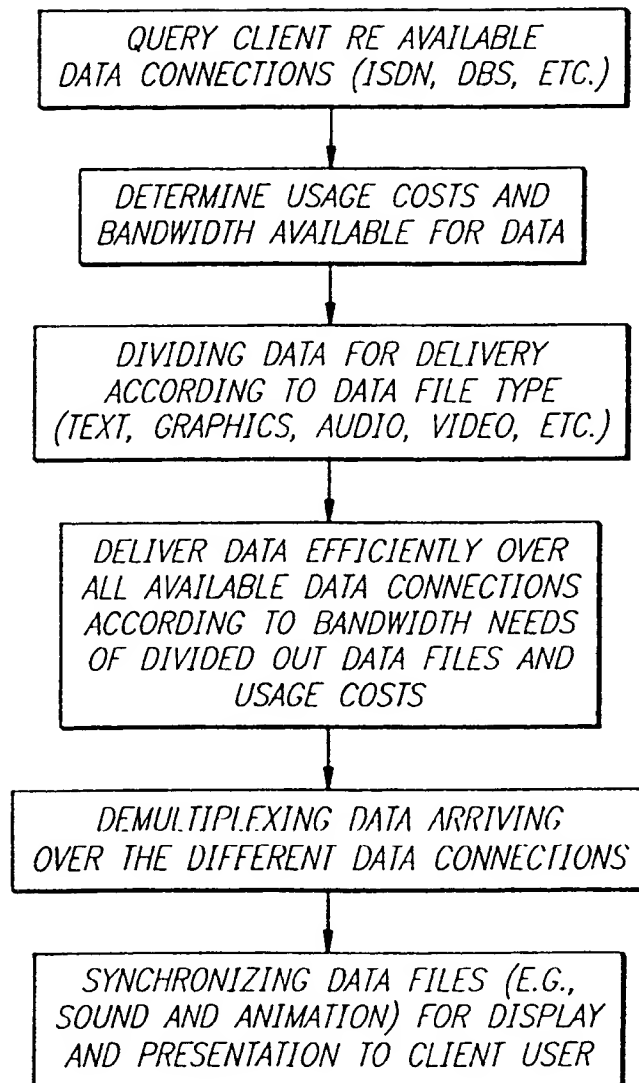 QUERY CLIENT RE AVAILABLE
DATA CONNECTIONS (ISDN, DBS, ETC.)
DETERMINE USAGE COSTS AND
BANDWIDTH AVAILABLE FOR DATA
DIVIDING DATA FOR DELIVERY
ACCORDING TO DATA FILE TYPE
(TEXT, GRAPHICS, AUDIO, VIDEO, ETC.)
DELIVER DATA EFFICIENTLY OVER
ALL AVAILABLE DATA CONNECTIONS
ACCORDING TO BANDWIDTH NEEDS
OF DIVIDED OUT DATA FILES AND
USAGE COSTS
DEMULTIPLEXING DATA ARRIVING
OVER THE DIFFERENT DATA CONNECTIONS
SYNCHRONIZING DATA FILES (E.G.,
SOUND AND ANIMATION) FOR DISPLAY
AND PRESENTATION TO CLIENT USER